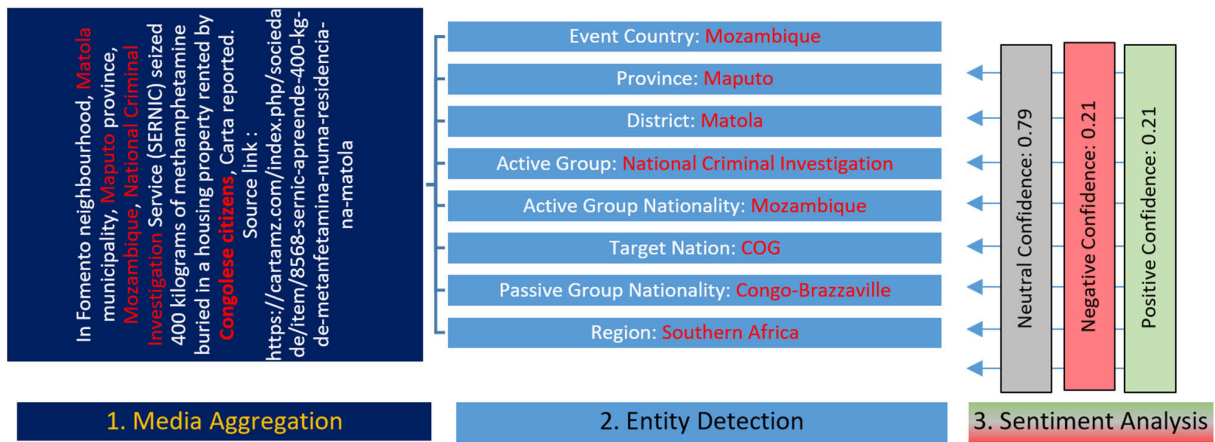 In Fomento neighbourhood, Matola
municipality, Maputo province,
Mozambique, National Criminal
Investigation Service (SERNIC) seized
400 kilograms of methamphetamine
buried in a housing property rented by
Congolese citizens, Carta reported.
Source link :
https://cartamz.com/index.php/socieda
de/item/8568-sernic-apreende-400-kg-
de-metanfetamina-numa-residencia-
na-matola
Event Country: Mozambique
Province: Maputo
District: Matola
Active Group: National Criminal Investigation
Active Group Nationality: Mozambique
Target Nation: COG
Passive Group Nationality: Congo-Brazzaville
Region: Southern Africa
Neutral Confidence: 0.79
Negative Confidence: 0.21
Positive Confidence: 0.21
1. Media Aggregation
2. Entity Detection
3. Sentiment Analysis